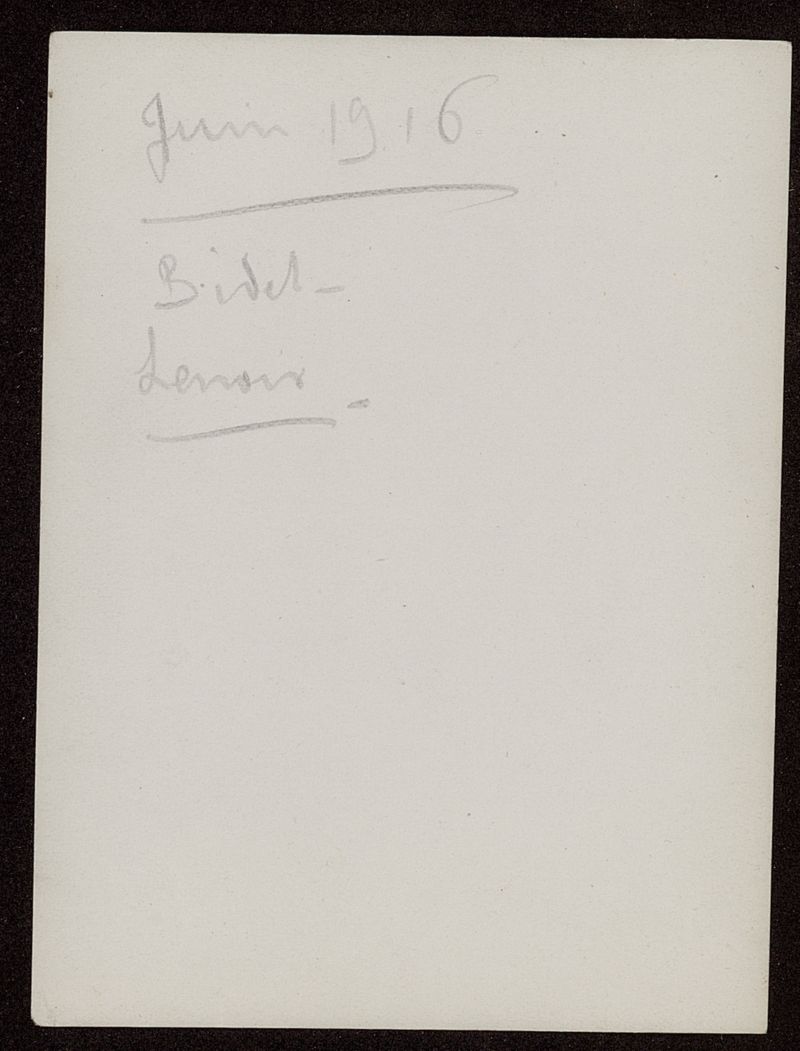 Juin 1916
Bidel -
Lenoir -